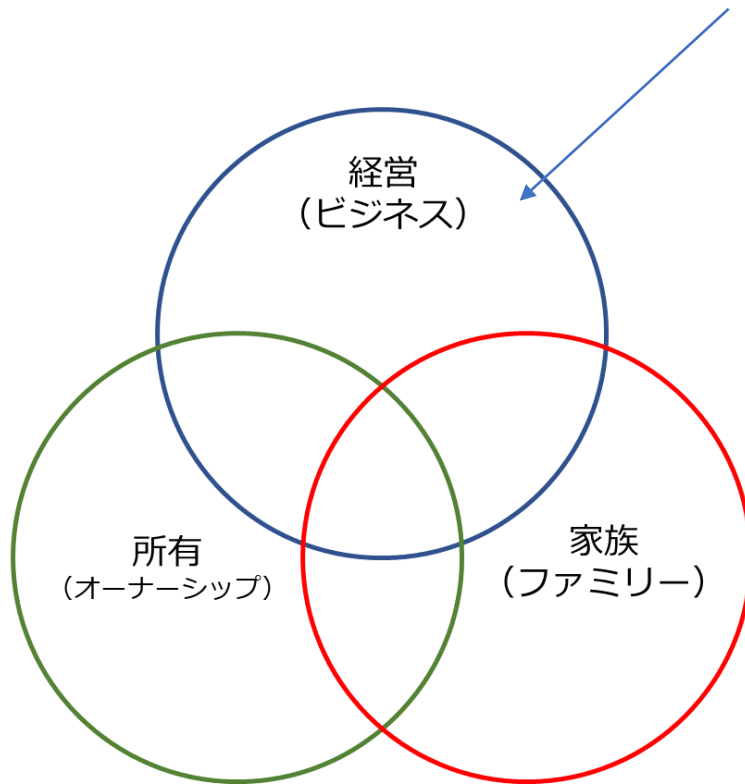 経営
（ビジネス）
所有
（オーナーシップ）
家族
（ファミリー）